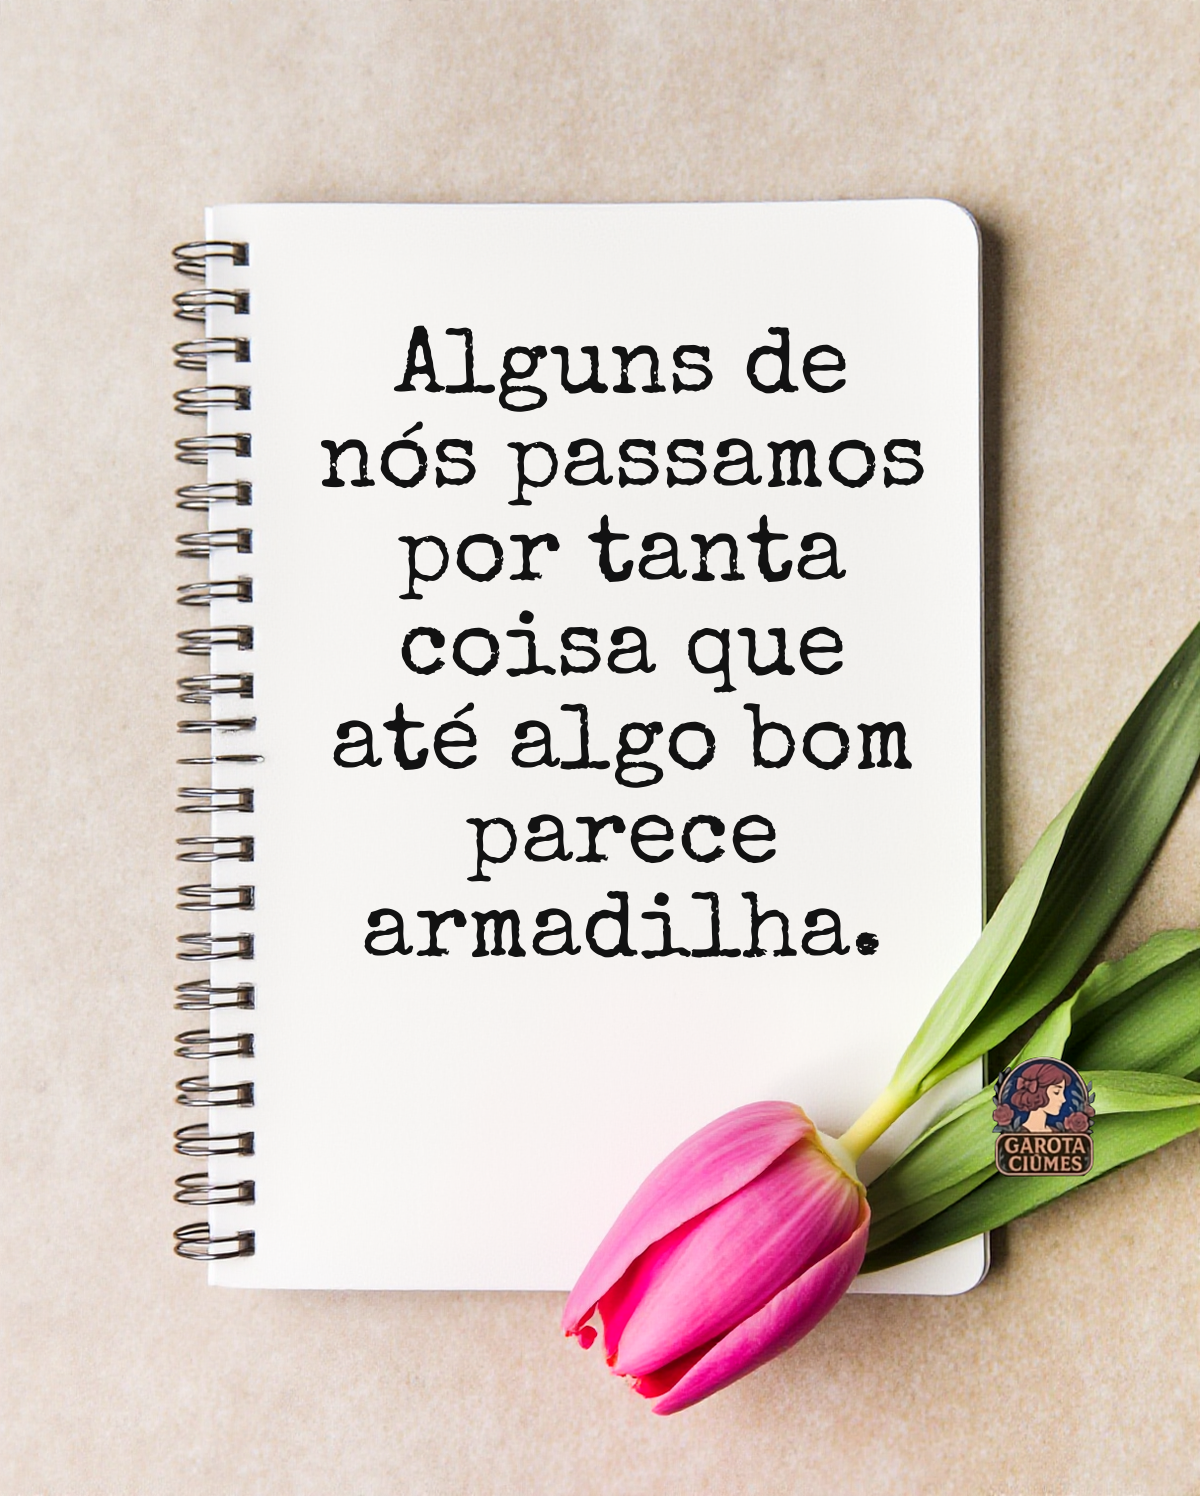 Alguns de
nós passamos
por tanta
coisa que
até algo bom
parece
armadilha.
GAROTA
CIÚMES